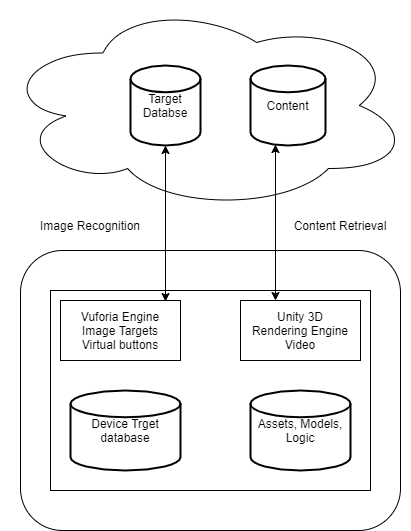 Target
Databse
Content
Image Recognition
Content Retrieval
Vuforia Engine
Image Targets
Virtual buttons
Unity 3D
Rendering Engine
Video
Device Trget
database
Assets, Models,
Logic